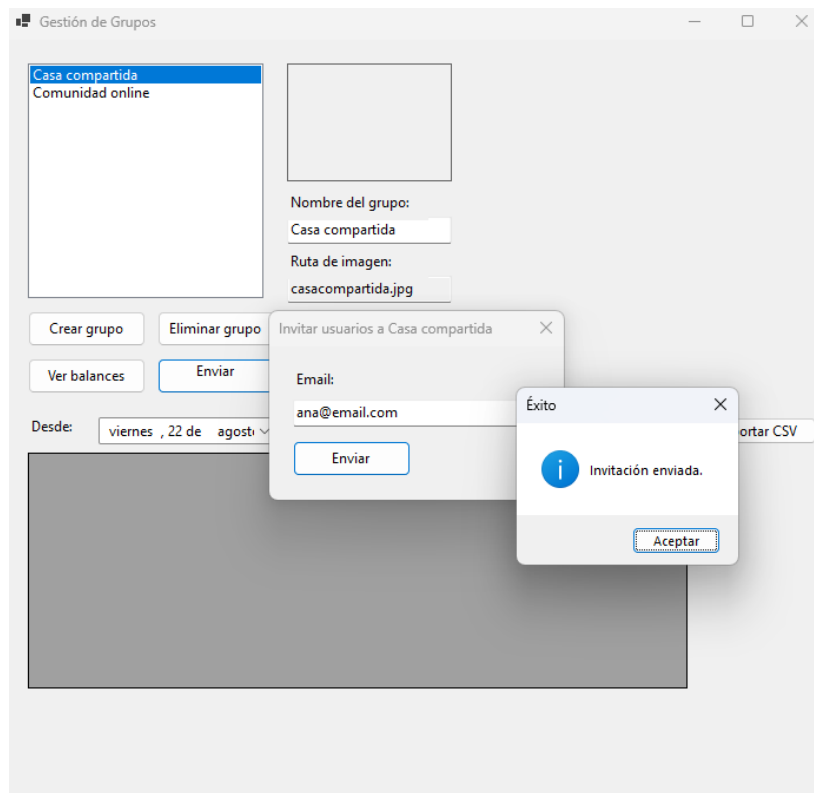 Gestión de Grupos
Casa compartida
Comunidad online
Nombre del grupo:
Casa compartida
Ruta de imagen:
casacompartida.jpg
Crear grupo
Eliminar grupo
Invitar usuarios a Casa compartida
Ver balances
Enviar
Email:
ana@email.com
Enviar
Éxito
Invitación enviada.
Aceptar
Desde:
viernes , 22 de agost
ortar CSV